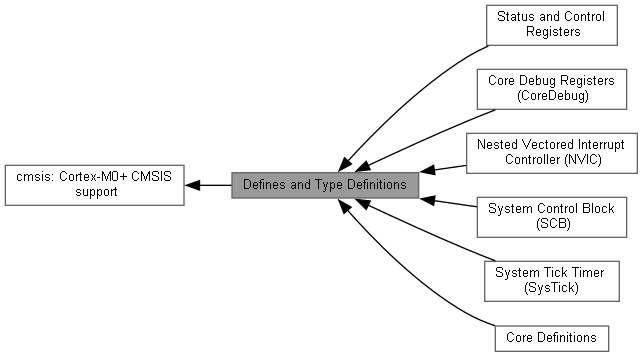 Status and Control
Registers
Core Debug Registers
(CoreDebug)
Nested Vectored Interrupt
Controller (NVIC)
cmsis: Cortex-M0+ CMSIS
support
Defines and Type Definitions
System Control Block
(SCB)
System Tick Timer
(SysTick)
Core Definitions